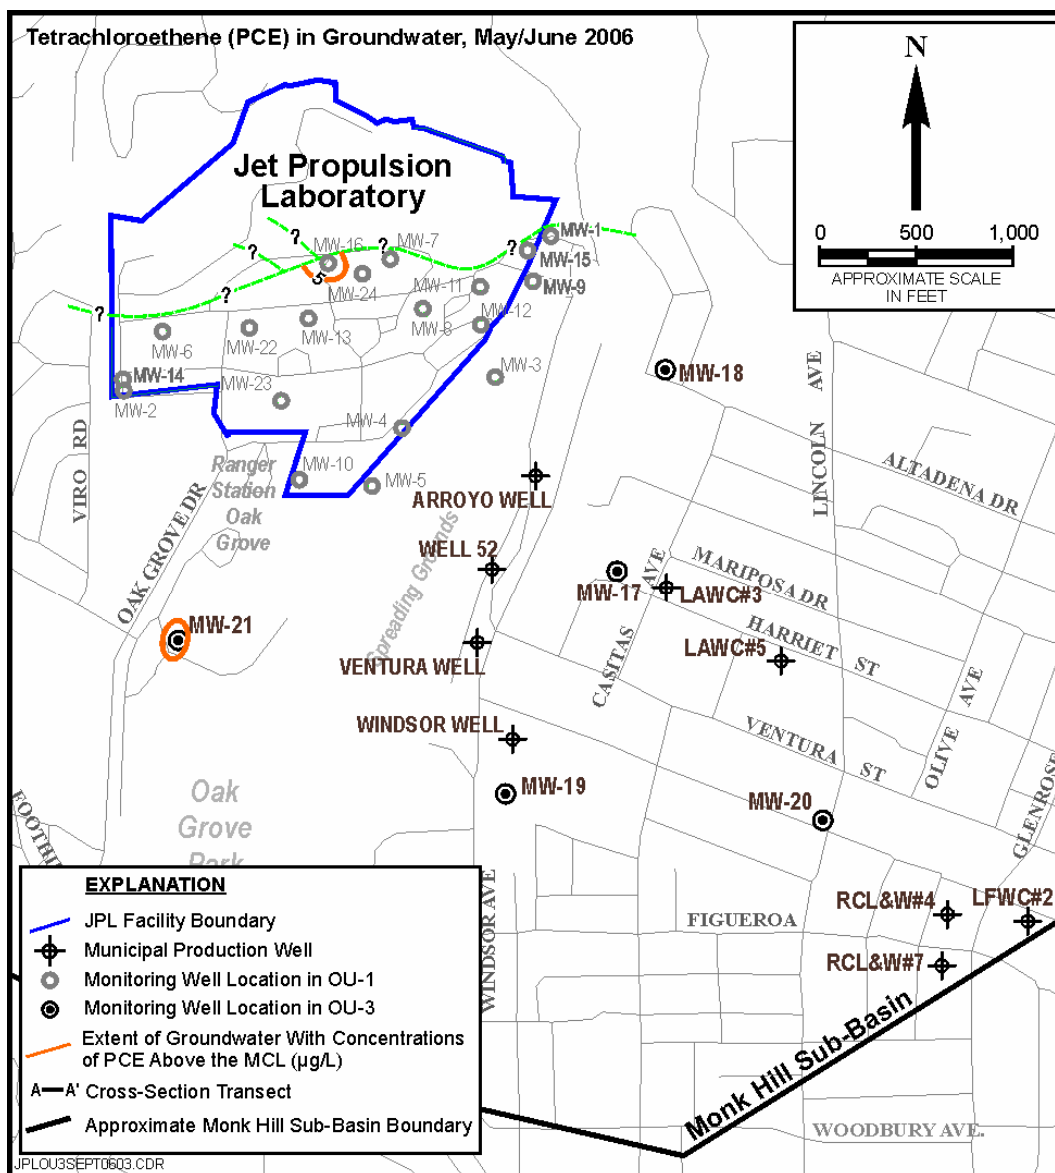 Tetrachloroethene (PCE) in Groundwater, May/June 2006
N
0 500 1,000
APPROXIMATE SCALE
IN FEET
Jet Propulsion
Laboratory
?
?
?
?
?
?
5
MW-1
MW-16
MW-7
MW-15
MW-24
MW-11
MW-9
MW-13
MW-8
MW-12
MW-6
MW-22
MW-3
MW-14
MW-2
MW-23
MW-4
MW-18
MW-10
MW-5
VIRO RD
OAK GROVE DR
Ranger
Station
Oak
Grove
ARROYO WELL
LINCOLN AVE
ALTADENA DR
Spreading Grounds
WELL 52
MW-17
CASITAS AVE
LAWC#3
MARIPOSA DR
HARRIET ST
MW-21
VENTURA WELL
LAWC#5
WINDSOR WELL
VENTURA ST
OLIVE AVE
GLENROSE
MW-19
MW-20
Oak
Grove
Park
WINDSOR AVE
FIGUEROA
RCL&W#4
LFWC#2
RCL&W#7
Monk Hill Sub-Basin
WOODBURY AVE.
EXPLANATION
JPL Facility Boundary
Municipal Production Well
Monitoring Well Location in OU-1
Monitoring Well Location in OU-3
Extent of Groundwater With Concentrations
of PCE Above the MCL (µg/L)
A A' Cross-Section Transect
Approximate Monk Hill Sub-Basin Boundary
JPLOU3SEPT0603.CDR